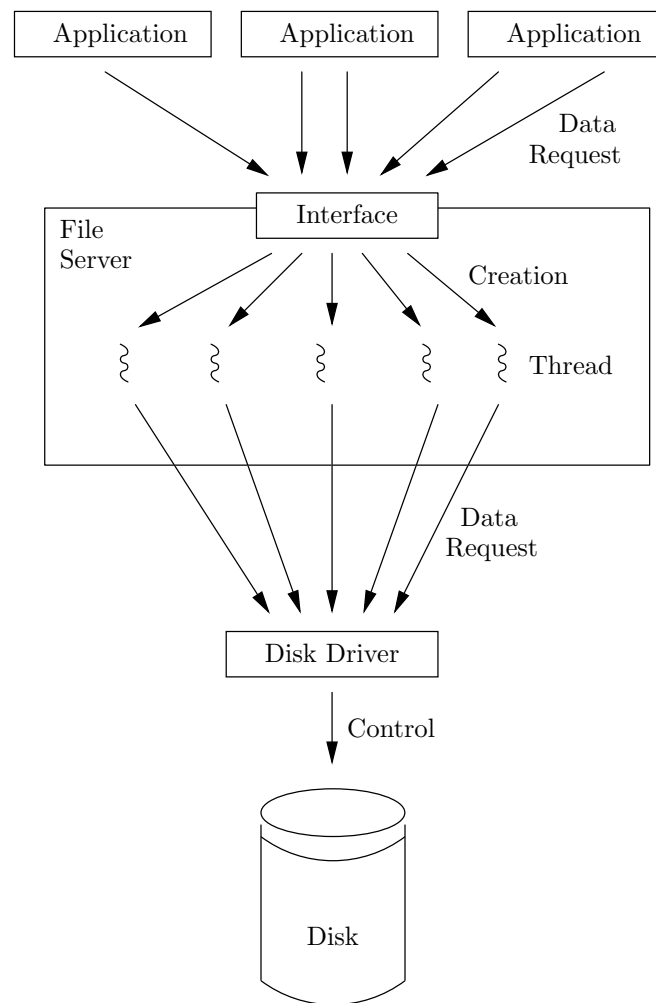 Application
Application
Application
Data
Request
Interface
File
Server
Creation
Thread
Data
Request
Disk Driver
Control
Disk